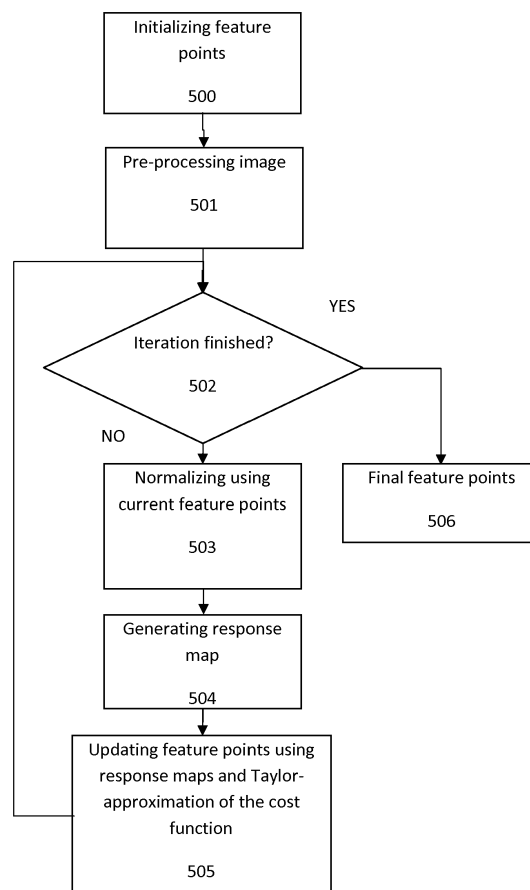 Initializing feature
points
500
Pre-processing image
501
YES
Iteration finished?
502
NO
Normalizing using
current feature points
503
Final feature points
506
Generating response
map
504
Updating feature points using
response maps and Taylor-
approximation of the cost
function
505